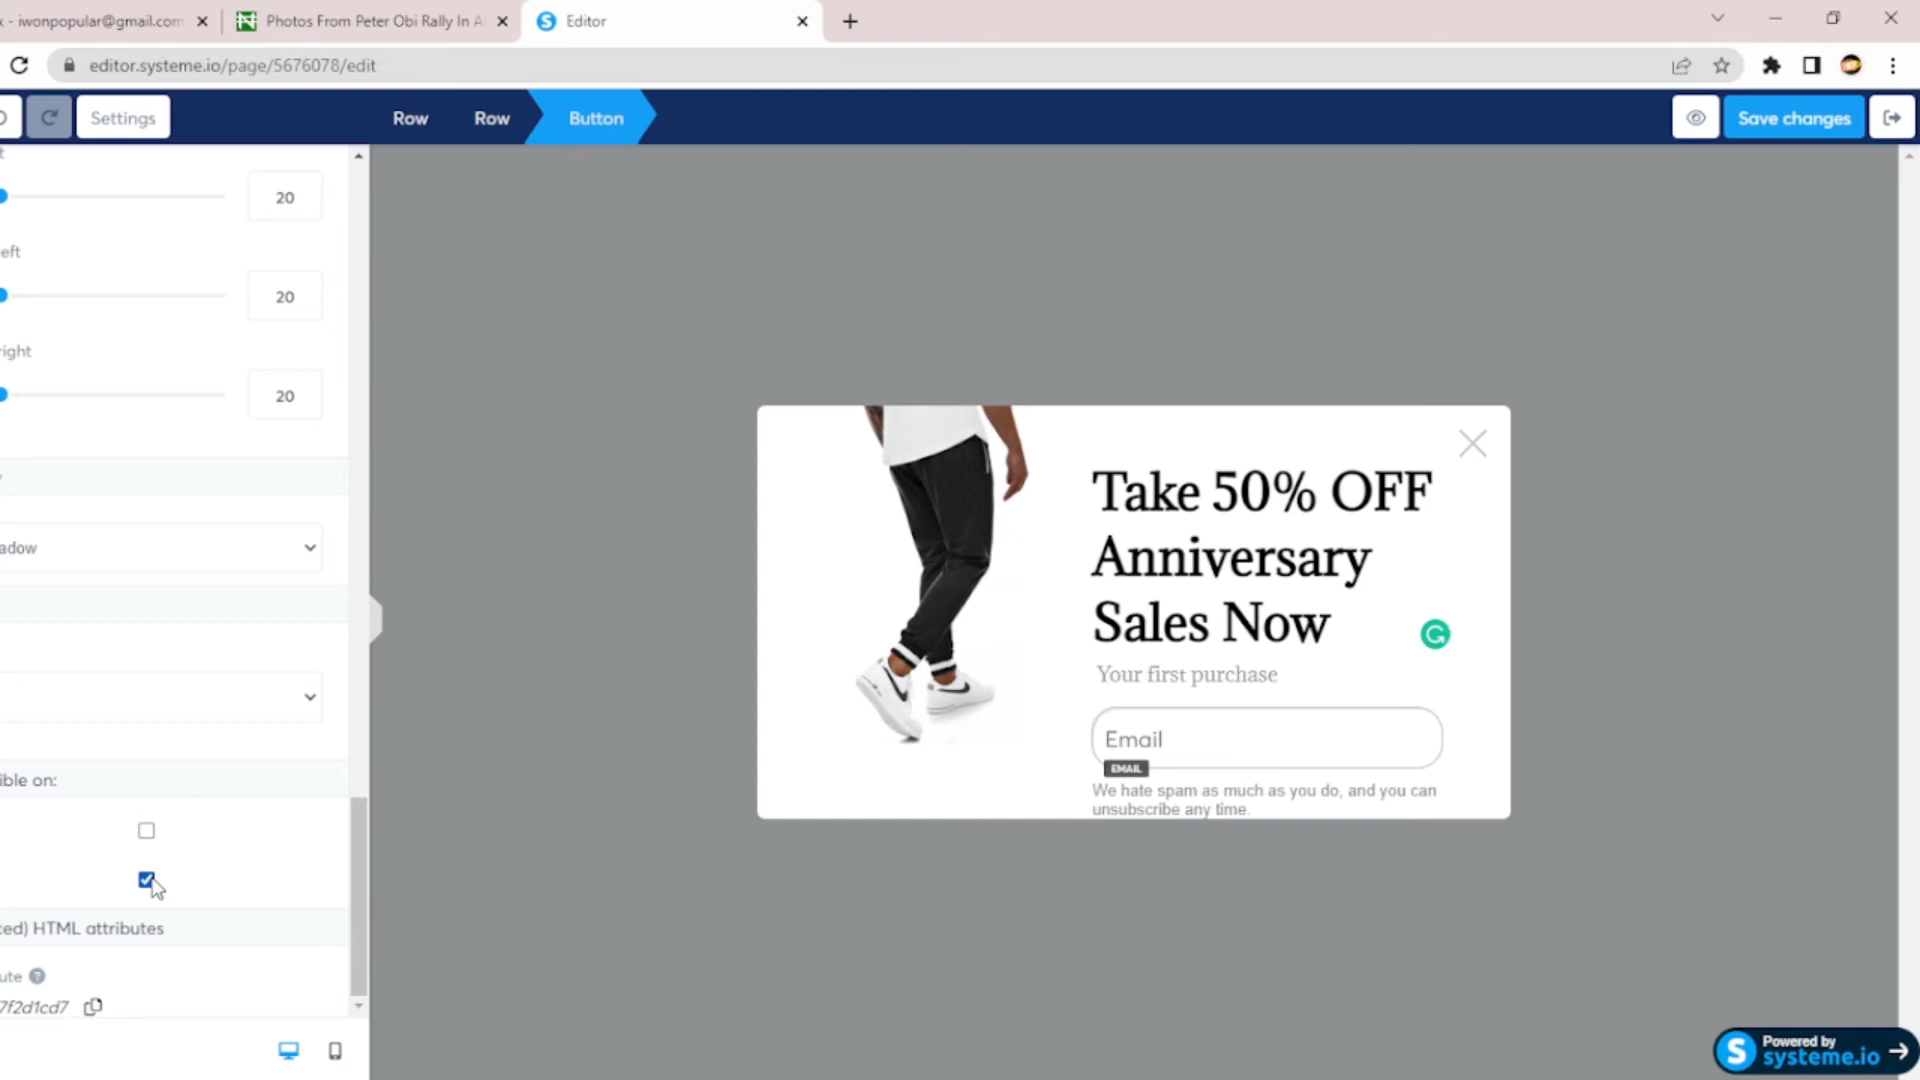 - iwonpopular@gmail.com
Photos From Peter Obi Rally In A
Editor
editor.systeme.io/page/5676078/edit
Settings
Row
Row
Button
Save changes
20
left
20
right
20
adow
ible on:
ced) HTML attributes
ute
7f2d1cd7
Take 50% OFF
Anniversary
Sales Now
Your first purchase
Email
EMAIL
We hate spam as much as you do, and you can
unsubscribe any time.
Powered by
systeme.io